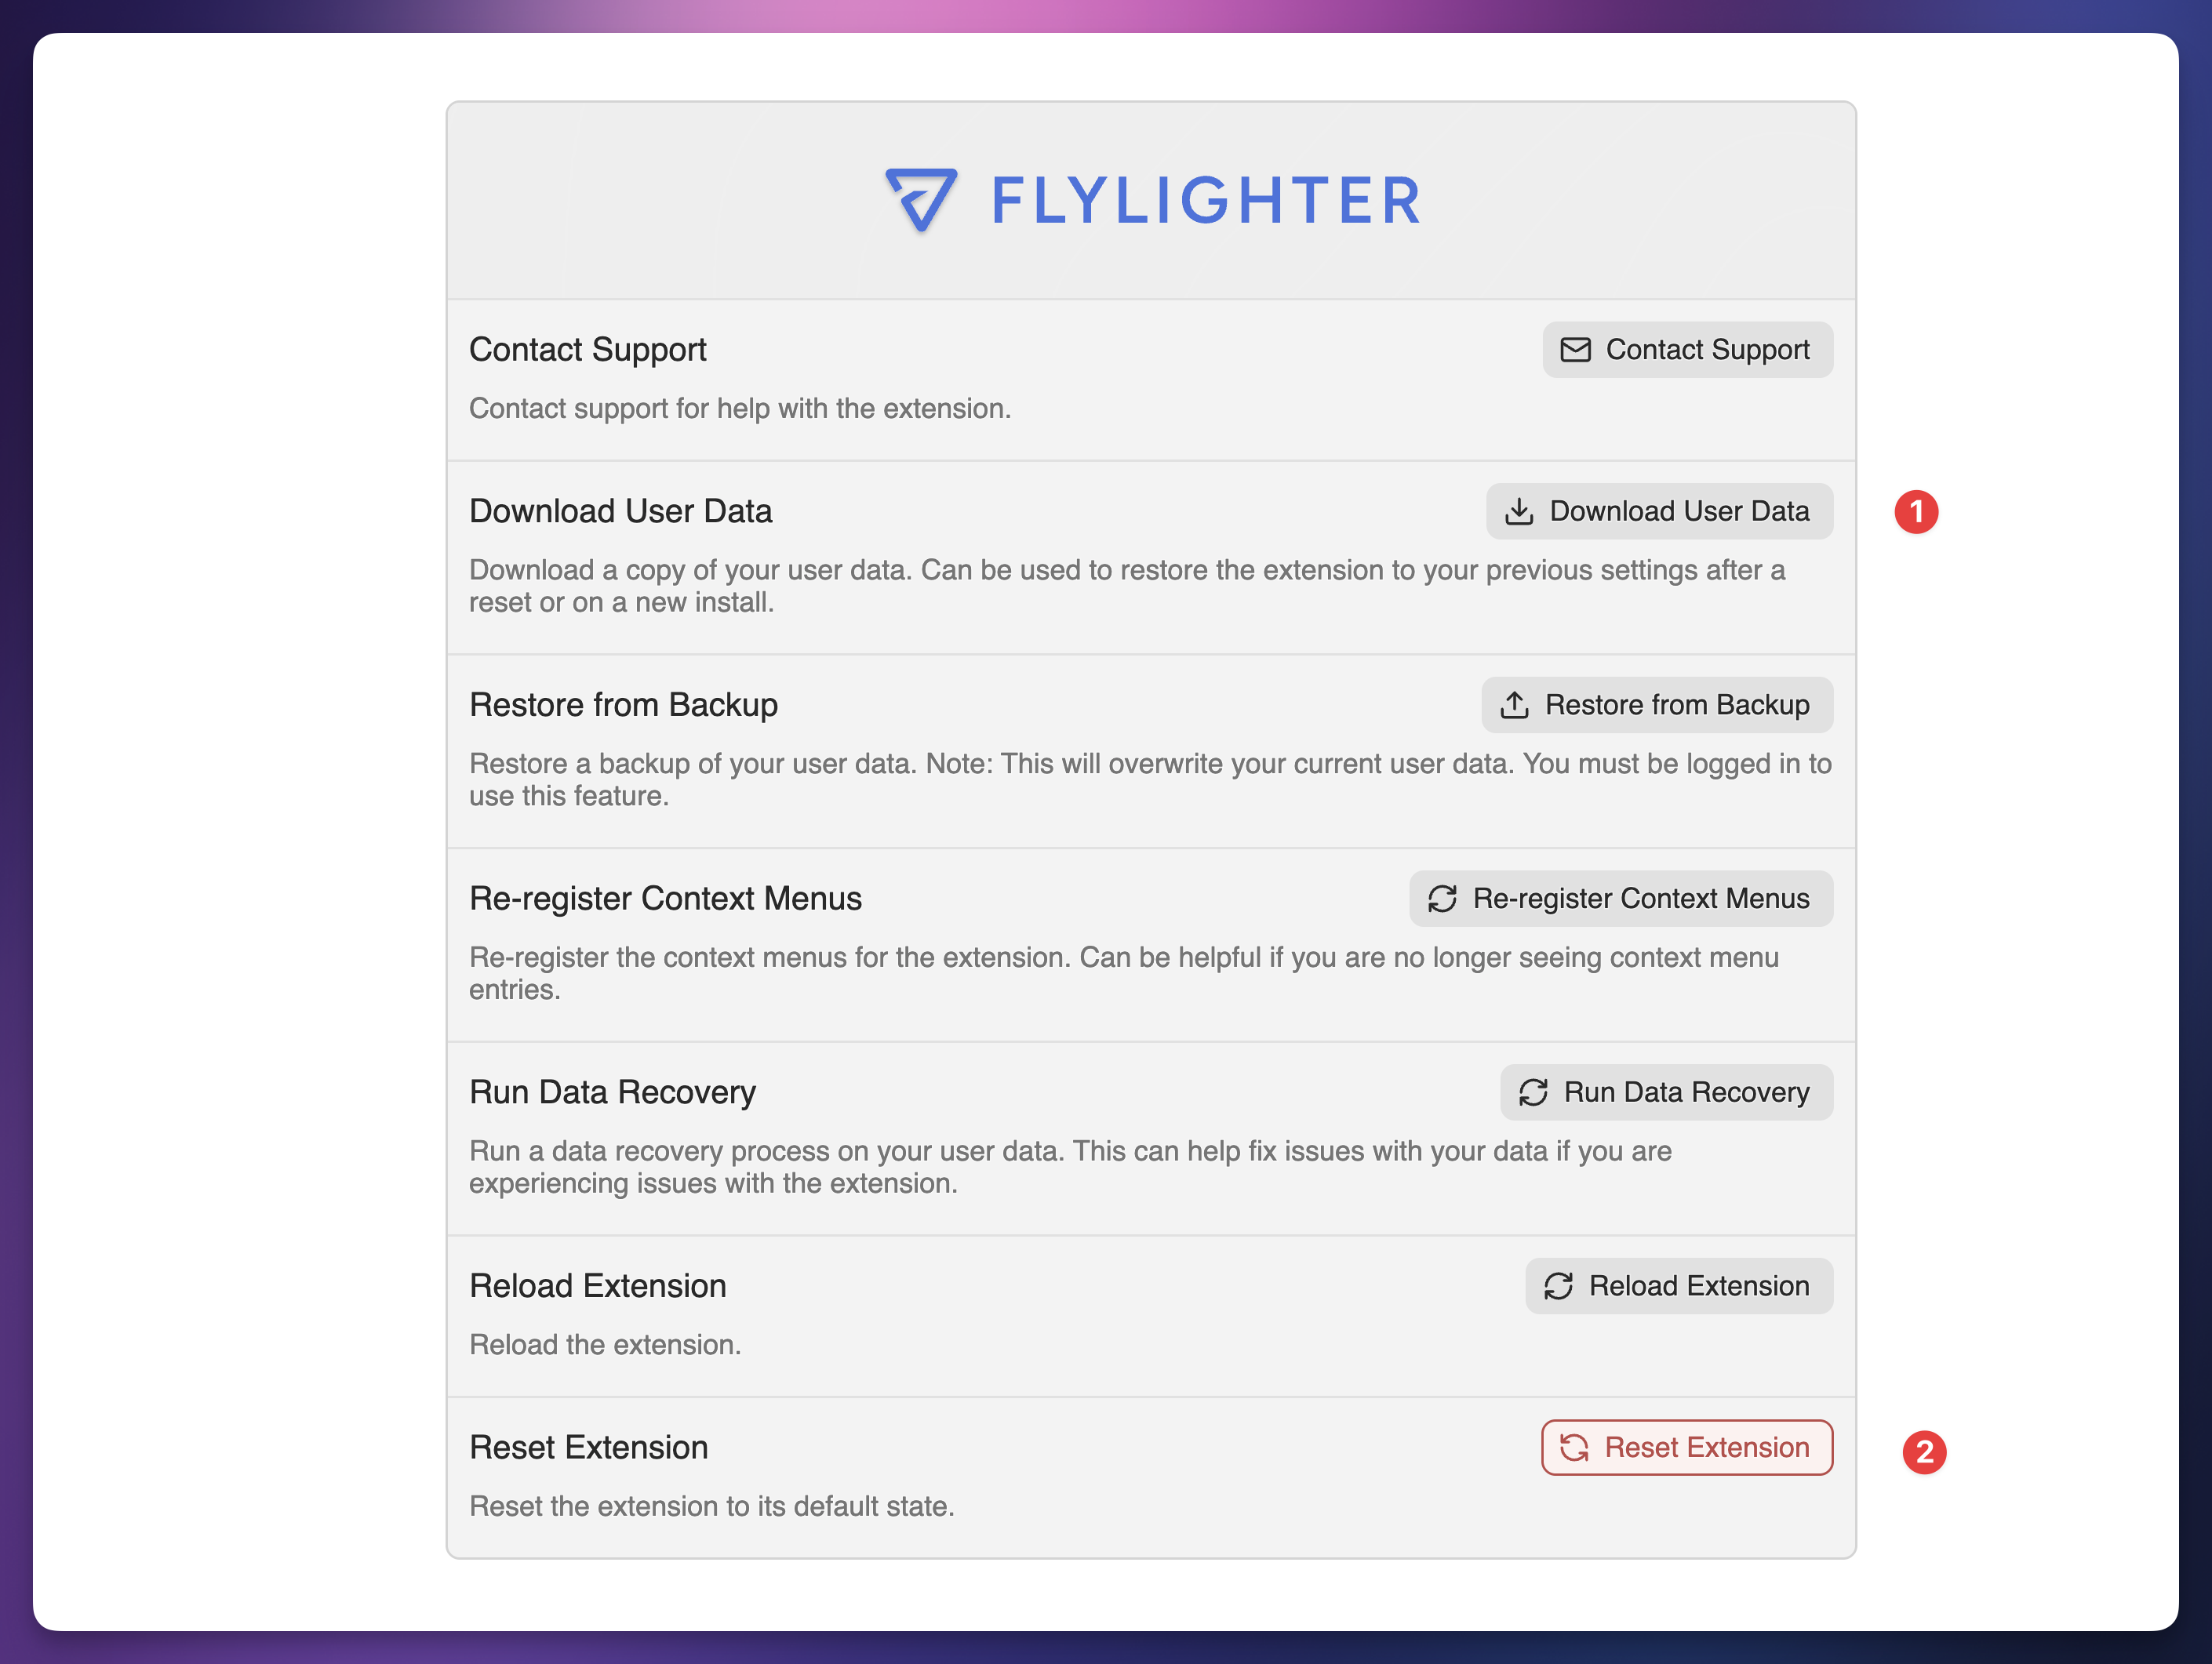 FLYLIGHTER
Contact Support
Contact Support
Contact support for help with the extension.
Download User Data
Download User Data
1
Download a copy of your user data. Can be used to restore the extension to your previous settings after a
reset or on a new install.
Restore from Backup
Restore from Backup
Restore a backup of your user data. Note: This will overwrite your current user data. You must be logged in to
use this feature.
Re-register Context Menus
Re-register Context Menus
Re-register the context menus for the extension. Can be helpful if you are no longer seeing context menu
entries.
Run Data Recovery
Run Data Recovery
Run a data recovery process on your user data. This can help fix issues with your data if you are
experiencing issues with the extension.
Reload Extension
Reload Extension
Reload the extension.
Reset Extension
Reset Extension
2
Reset the extension to its default state.